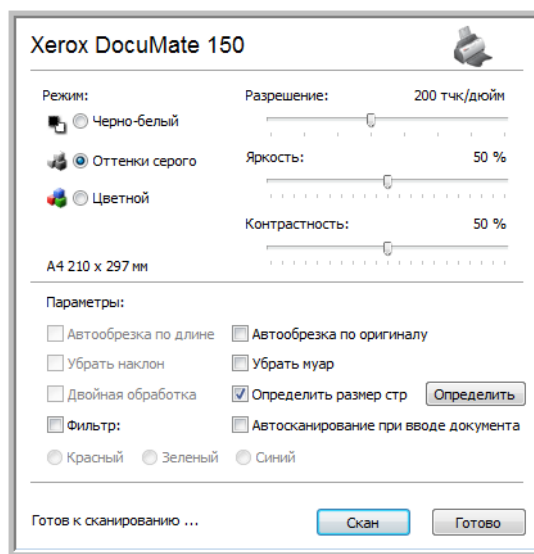 Xerox DocuMate 150
Режим:
Разрешение: 200 тчк/дюйм
Черно-белый
Оттенки серого
Яркость: 50 %
Цветной
Контрастность: 50 %
А4 210 x 297 мм
Параметры:
Автообрезка по длине Автообрезка по оригиналу
Убрать наклон Убрать муар
Двойная обработка Определить размер стр Определить
Фильтр: Автосканирование при вводе документа
Красный Зеленый Синий
Готов к сканированию ... Скан Готово